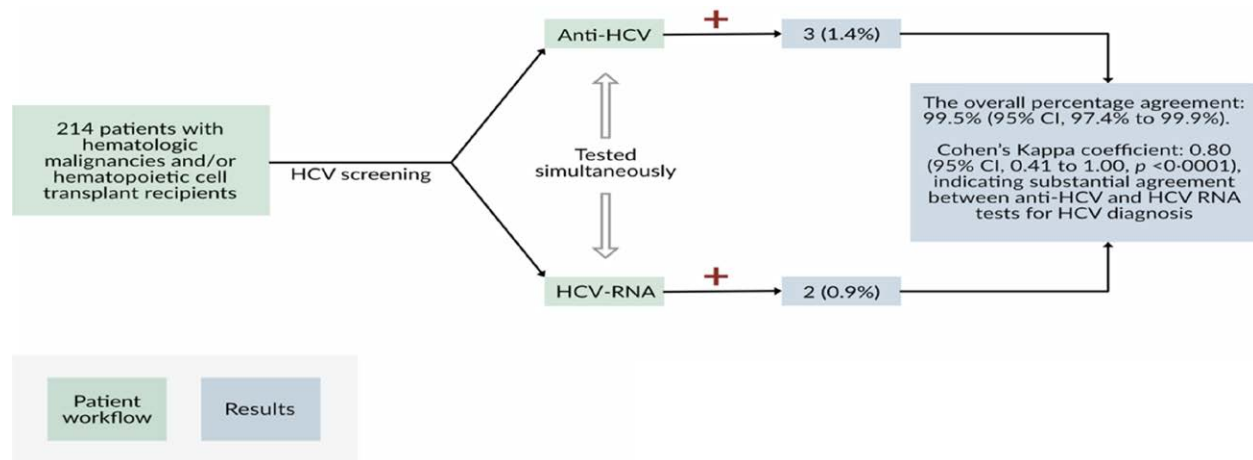 214 patients with
hematologic
malignancies and/or
hematopoietic cell
transplant recipients
HCV screening
Anti-HCV
Tested
simultaneously
HCV-RNA
+
3 (1.4%)
+
2 (0.9%)
The overall percentage agreement:
99.5% (95% CI, 97.4% to 99.9%).
Cohen's Kappa coefficient: 0.80
(95% CI, 0.41 to 1.00, p <0·0001),
indicating substantial agreement
between anti-HCV and HCV RNA
tests for HCV diagnosis
Patient
workflow
Results